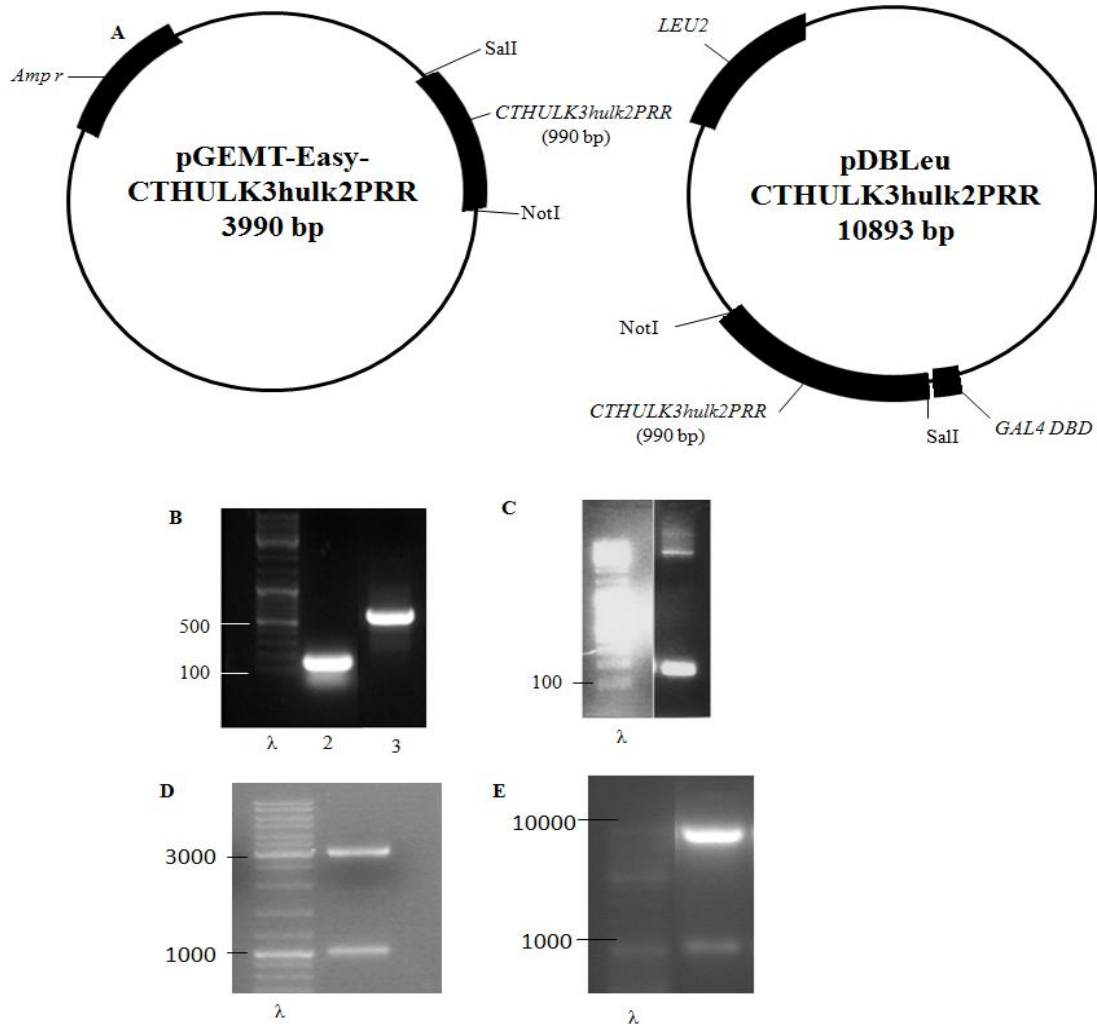 A
Amp r
SalI
CTHULK3hulk2PRR
(990 bp)
NotI
pGEMT-Easy-
CTHULK3hulk2PRR
3990 bp
LEU2
pDBLeu
CTHULK3hulk2PRR
10893 bp
NotI
CTHULK3hulk2PRR
(990 bp)
SalI
GAL4 DBD
B
500
100
λ 2 3
C
100
λ
D
3000
1000
λ
E
10000
1000
λ